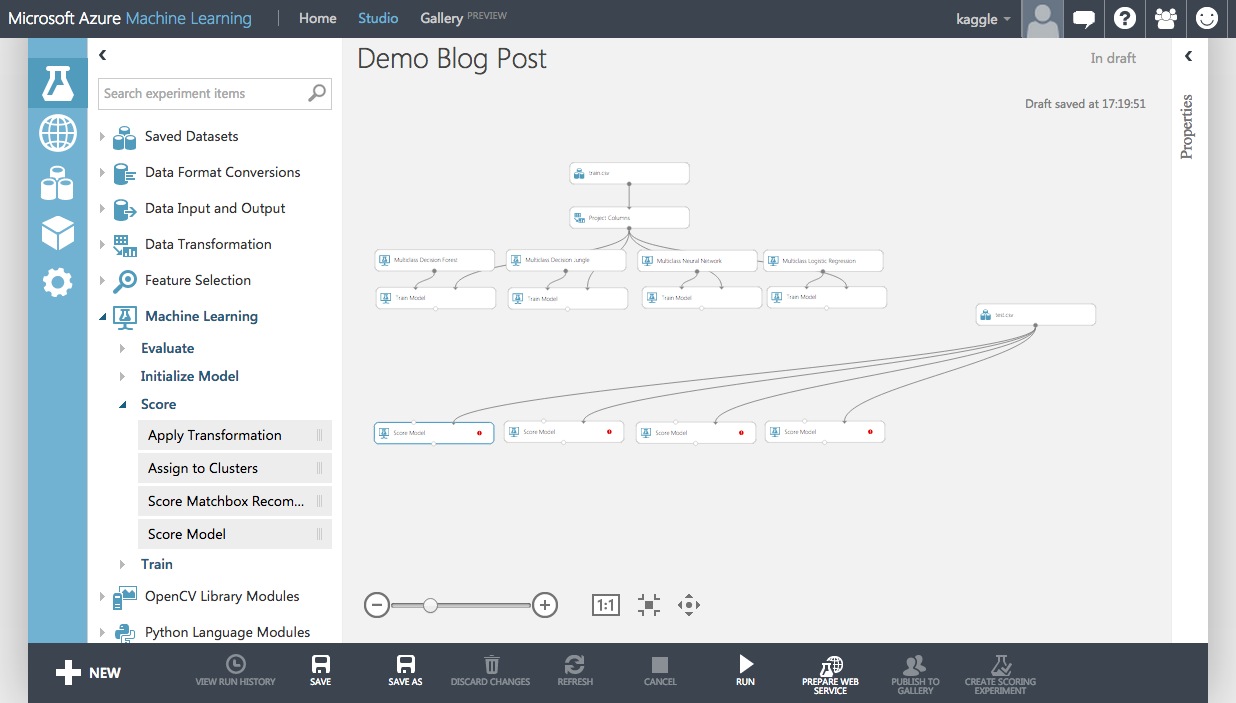 Microsoft Azure Machine Learning
Home
Studio
Gallery PREVIEW
kaggle
Search experiment items
Saved Datasets
Data Format Conversions
Data Input and Output
Data Transformation
Feature Selection
Machine Learning
Evaluate
Initialize Model
Score
Apply Transformation
Assign to Clusters
Score Matchbox Recom...
Score Model
Train
OpenCV Library Modules
Python Language Modules
Demo Blog Post
In draft
Draft saved at 17:19:51
Properties
train.csv
Project Columns
Multiclass Decision Forest
Multiclass Decision Jungle
Multiclass Neural Network
Multiclass Logistic Regression
Train Model
Train Model
Train Model
Train Model
test.csv
Score Model
Score Model
Score Model
Score Model
1:1
NEW
VIEW RUN HISTORY
SAVE
SAVE AS
DISCARD CHANGES
REFRESH
CANCEL
RUN
PREPARE WEB
SERVICE
PUBLISH TO
GALLERY
CREATE SCORING
EXPERIMENT